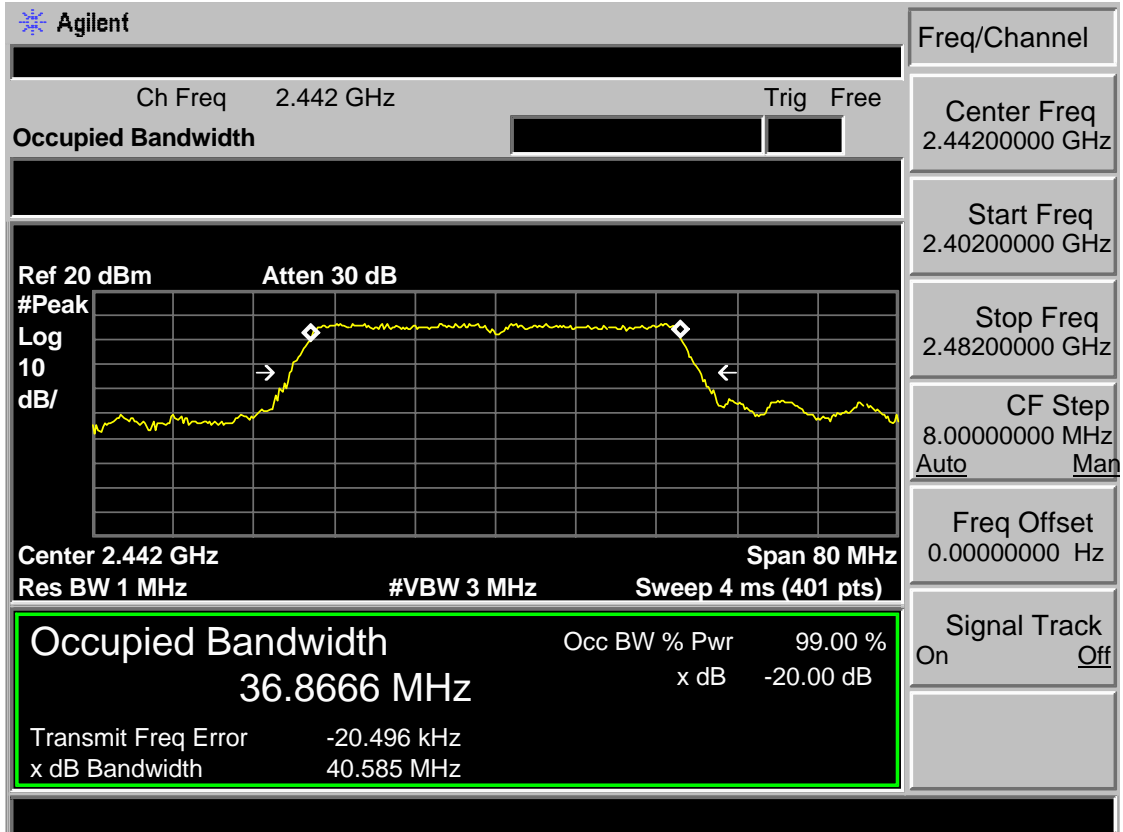 Agilent
Freq/Channel
Ch Freq 2.442 GHz Trig Free
Occupied Bandwidth
Center Freq
2.44200000 GHz
Start Freq
2.40200000 GHz
Stop Freq
2.48200000 GHz
CF Step
8.00000000 MHz
Auto Man
Freq Offset
0.00000000 Hz
Signal Track
On Off
Ref 20 dBm Atten 30 dB
#Peak
Log
10
dB/
Center 2.442 GHz Span 80 MHz
Res BW 1 MHz #VBW 3 MHz Sweep 4 ms (401 pts)
Occupied Bandwidth
36.8666 MHz
Occ BW % Pwr 99.00 %
x dB -20.00 dB
Transmit Freq Error -20.496 kHz
x dB Bandwidth 40.585 MHz